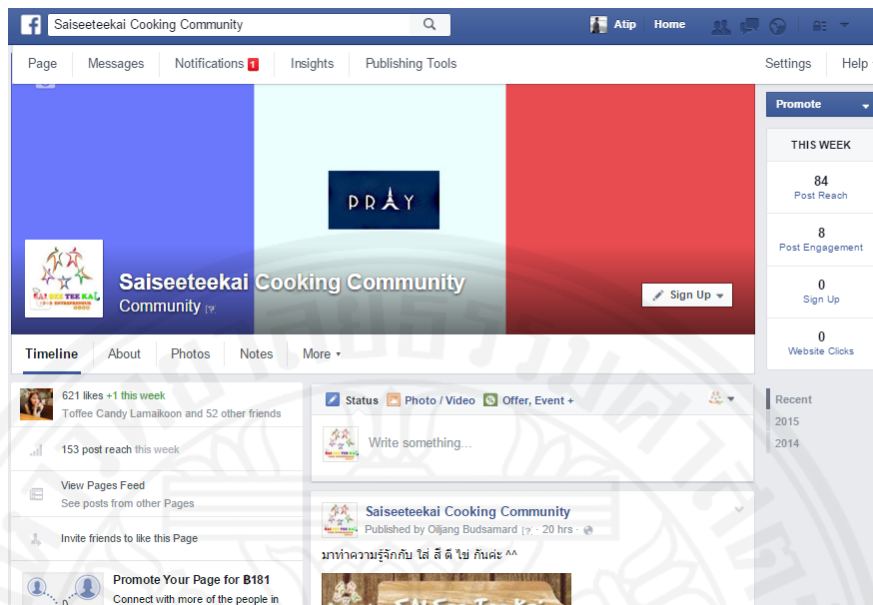 Saiseeteekai Cooking Community
Atip Home
Page Messages Notifications 1 Insights Publishing Tools Settings Help
Promote
THIS WEEK
84
Post Reach
8
Post Engagement
0
Sign Up
0
Website Clicks
PRAY
Saiseeteekai Cooking Community
Community [?]
Sign Up
Timeline About Photos Notes More
Recent
2015
2014
621 likes +1 this week
Toffee Candy Lamaikoon and 52 other friends
153 post reach this week
View Pages Feed
See posts from other Pages
Invite friends to like this Page
Promote Your Page for ฿181
Connect with more of the people in
Status Photo / Video Offer, Event +
Write something...
Saiseeteekai Cooking Community
Published by Oiljang Budsamard [?] · 20 hrs ·
มาทำความรู้จักกับ ใส่ สี ตี ไข่ กันค่ะ ^^